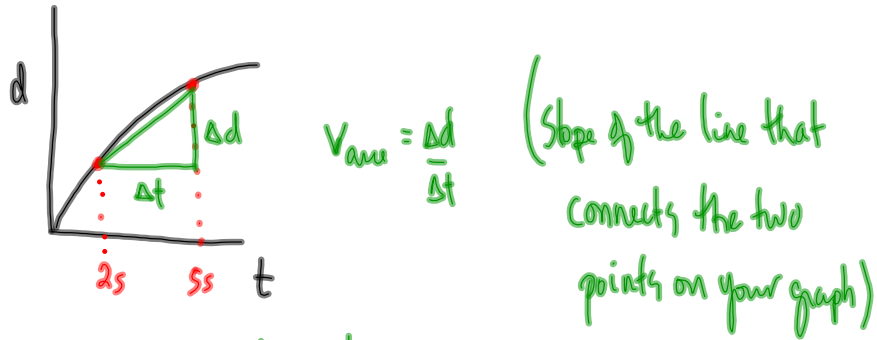 d
Δd
Δt
2s
5s
t
Vave = Δd
Δt
(Slope of the line that
connects the two
points on your graph)